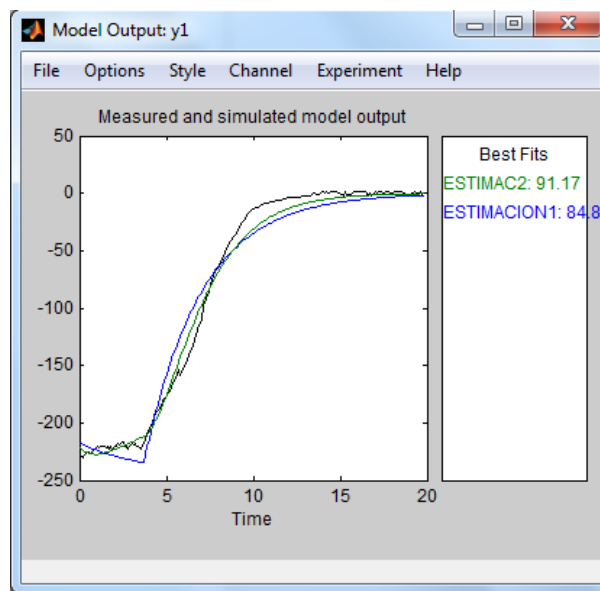 Model Output: y1
File Options Style Channel Experiment Help
Measured and simulated model output
50
0
-50
-100
-150
-200
-250
0 5 10 15 20
Time
Best Fits
ESTIMAC2: 91.17
ESTIMACION1: 84.8